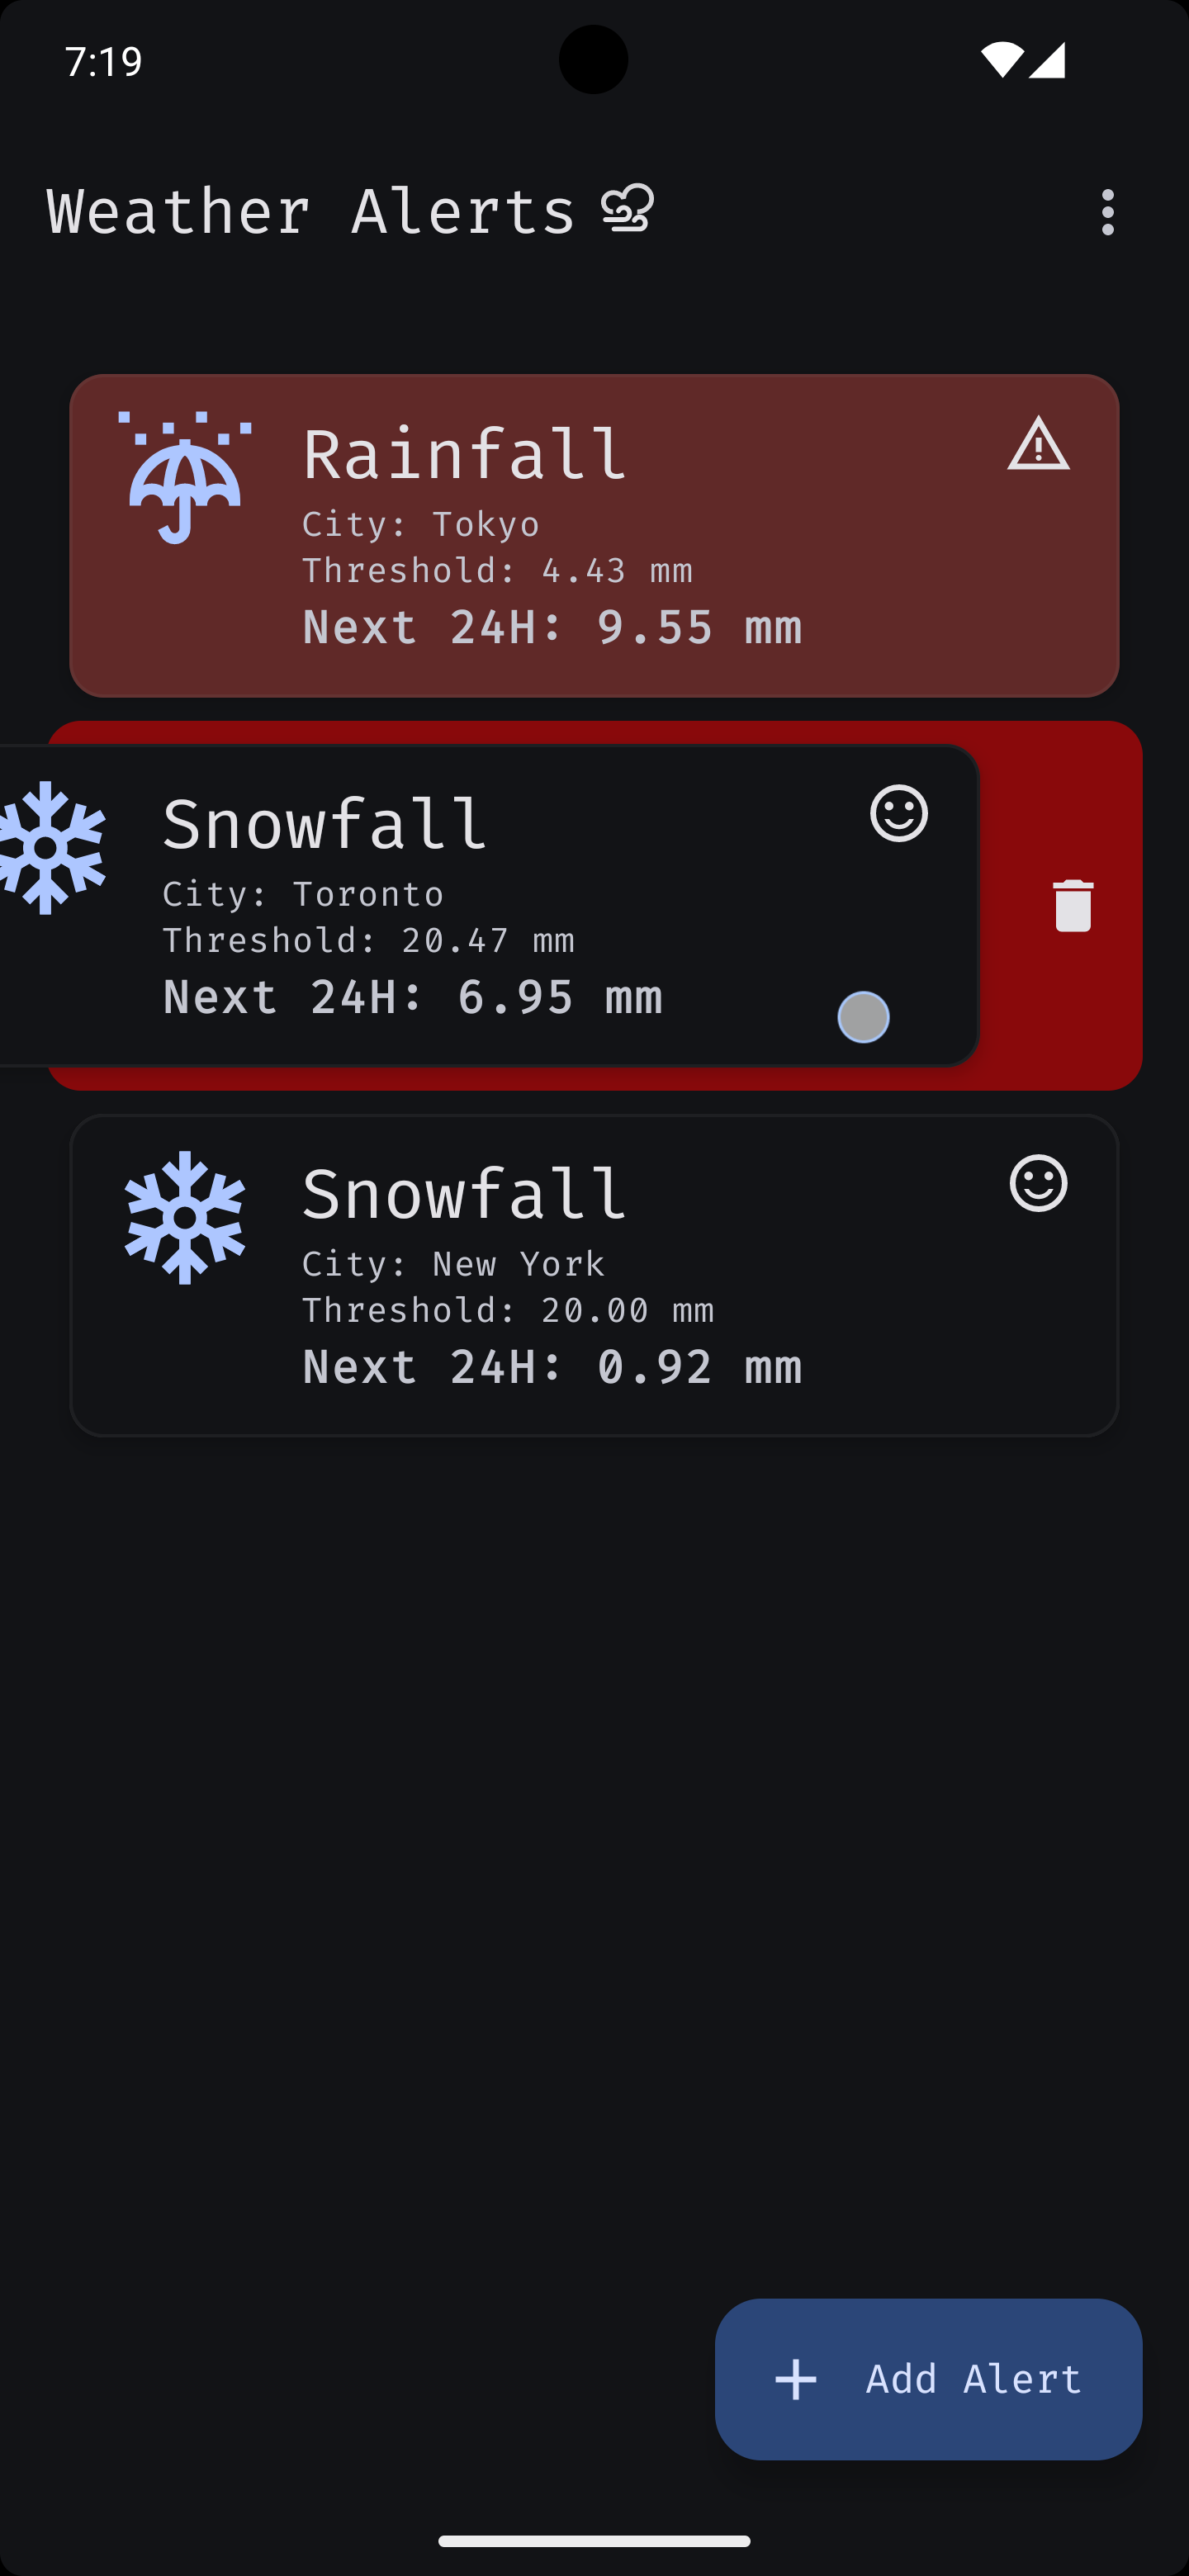 7:19
Weather Alerts
Rainfall
City: Tokyo
Threshold: 4.43 mm
Next 24H: 9.55 mm
Snowfall
City: Toronto
Threshold: 20.47 mm
Next 24H: 6.95 mm
Snowfall
City: New York
Threshold: 20.00 mm
Next 24H: 0.92 mm
Add Alert